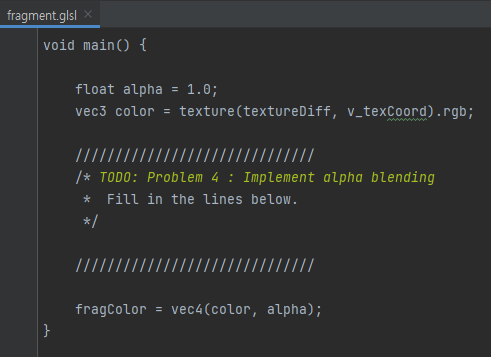 fragment.glsl
void main() {
float alpha = 1.0;
vec3 color = texture(textureDiff, v_texCoord).rgb;
//////////////////////////////
/* TODO: Problem 4 : Implement alpha blending
*  Fill in the lines below.
*/
//////////////////////////////
fragColor = vec4(color, alpha);
}